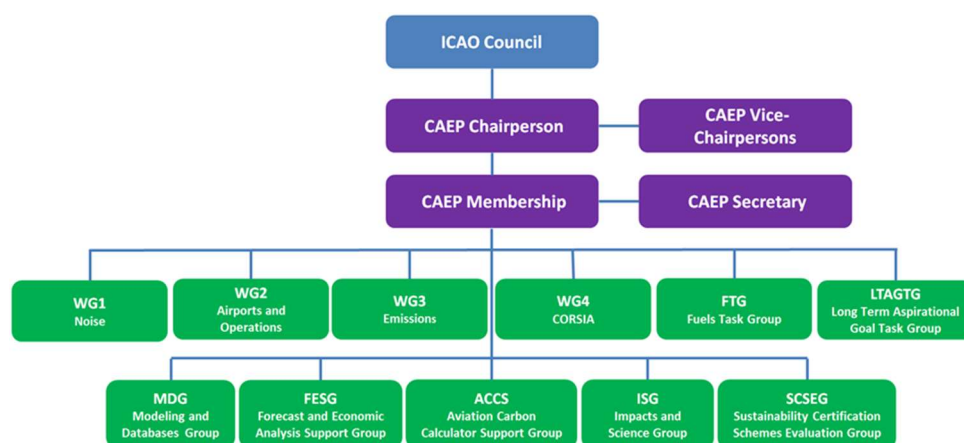 ICAO Council
CAEP Chairperson
CAEP Vice-
Chairpersons
CAEP Membership
CAEP Secretary
WG1
Noise
WG2
Airports and
Operations
WG3
Emissions
WG4
CORSIA
FTG
Fuels Task Group
LTAGTG
Long Term Aspirational
Goal Task Group
MDG
Modeling and
Databases Group
FESG
Forecast and Economic
Analysis Support Group
ACCS
Aviation Carbon
Calculator Support Group
ISG
Impacts and
Science Group
SCSEG
Sustainability Certification
Schemes Evaluation Group